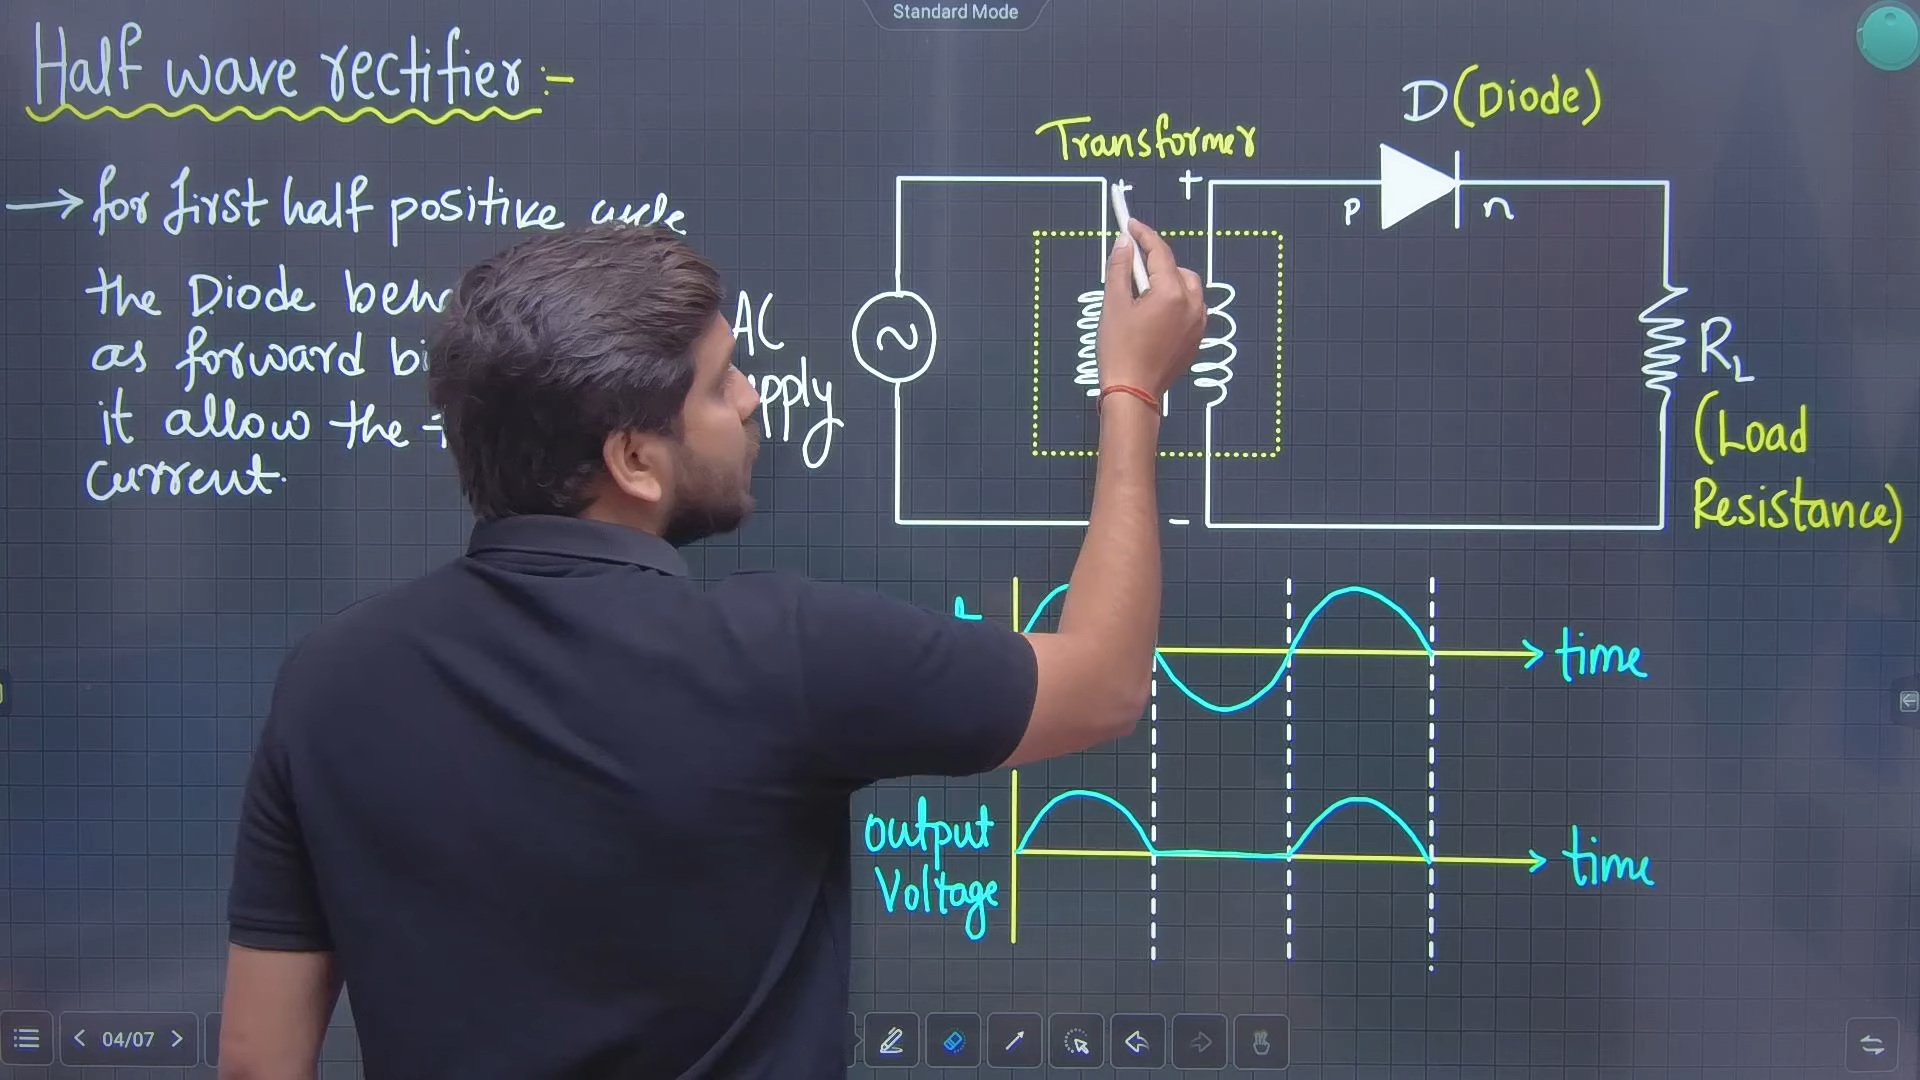 Standard Mode
Half wave rectifier :-
→ for first half positive cycle
the Diode
as forward
it allow the
current.
Transformer
D (Diode)
+ +
P n
AC
~
RL
(Load
Resistance)
-
time
output
Voltage
time
04/07